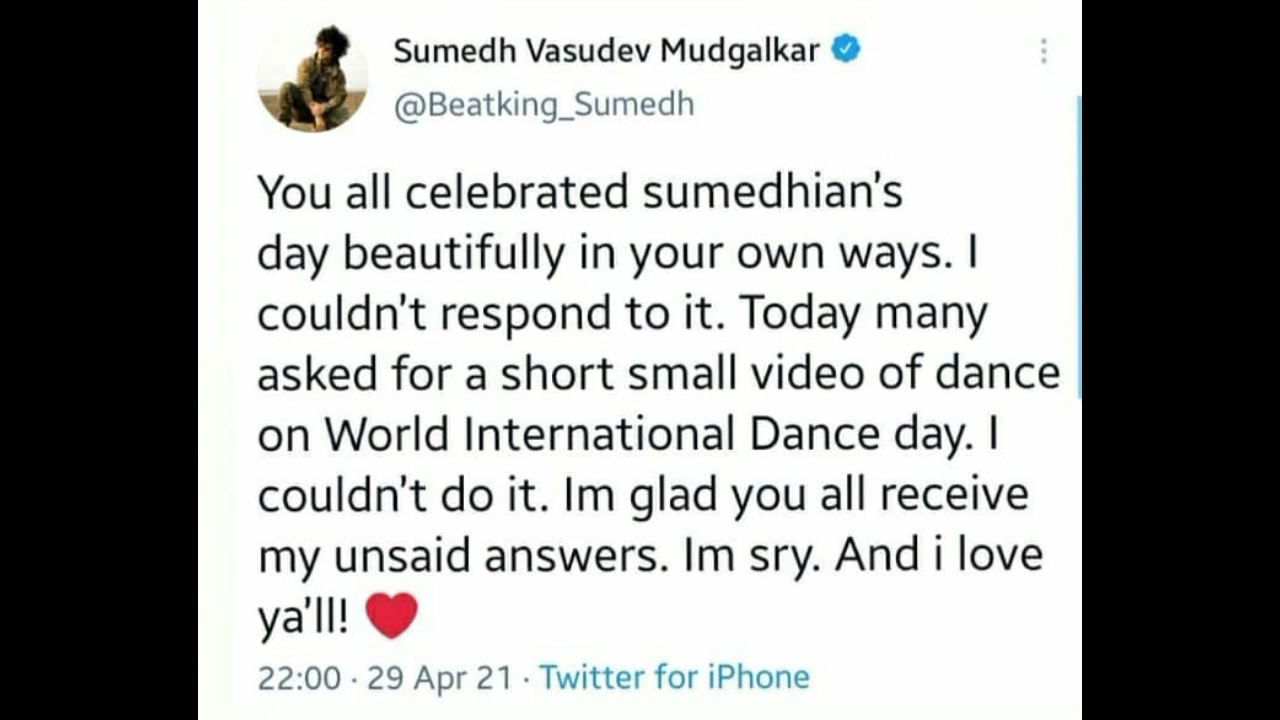 Sumedh Vasudev Mudgalkar
@Beatking_Sumedh
You all celebrated sumedhian's
day beautifully in your own ways. I
couldn't respond to it. Today many
asked for a short small video of dance
on World International Dance day. I
couldn't do it. Im glad you all receive
my unsaid answers. Im sry. And i love
ya'll! ❤️
22:00 · 29 Apr 21 · Twitter for iPhone